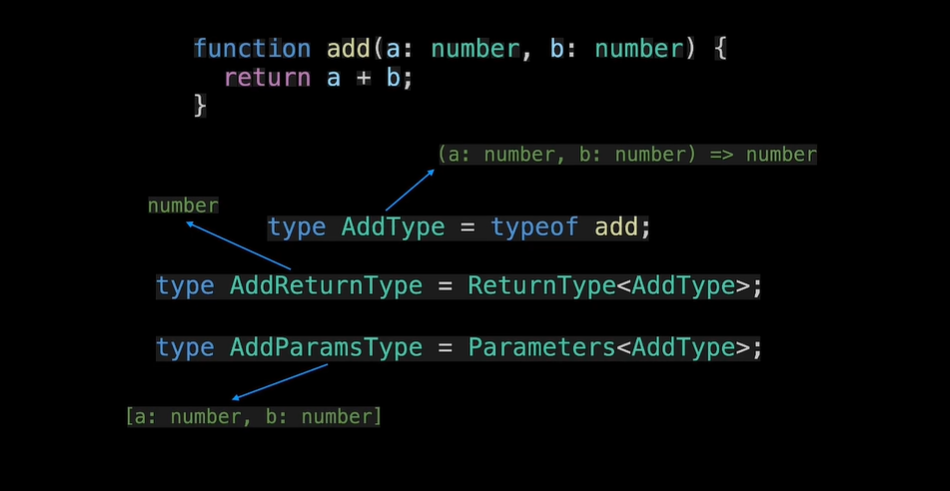 function add(a: number, b: number) {
  return a + b;
}
(a: number, b: number) => number
number
type AddType = typeof add;
type AddReturnType = ReturnType<AddType>;
type AddParamsType = Parameters<AddType>;
[a: number, b: number]